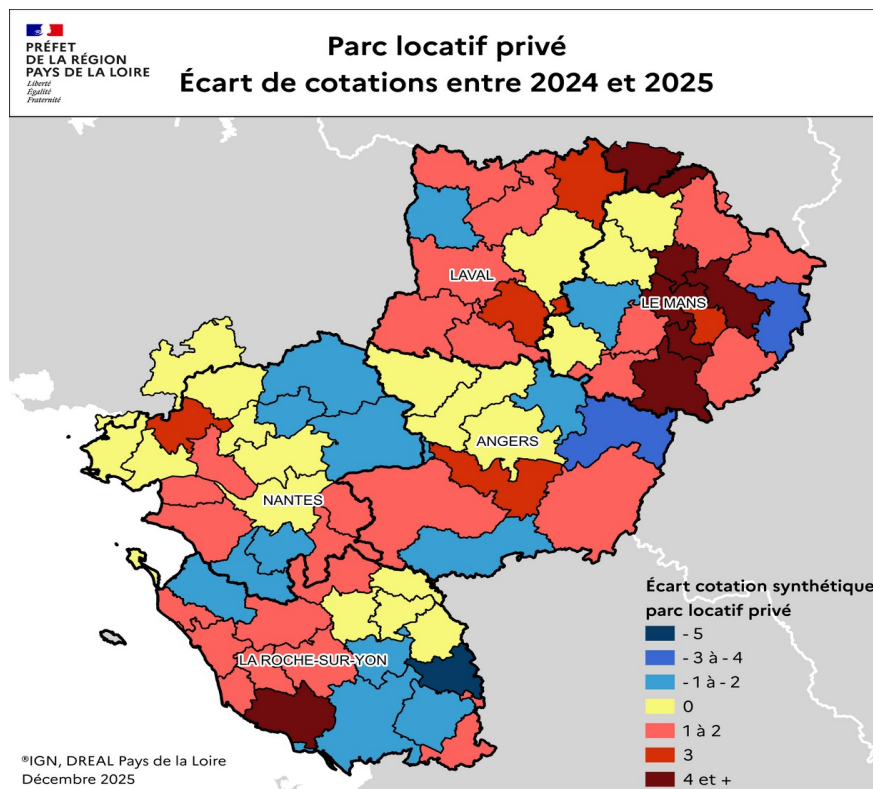 PRÉFET
DE LA RÉGION
PAYS DE LA LOIRE
Liberté
Égalité
Fraternité
Parc locatif privé
Écart de cotations entre 2024 et 2025
LAVAL
LE MANS
ANGERS
NANTES
LA ROCHE-SUR-YON
Écart cotation synthétique
parc locatif privé
- 5
- 3 à - 4
- 1 à - 2
0
1 à 2
3
4 et +
©IGN, DREAL Pays de la Loire
Décembre 2025